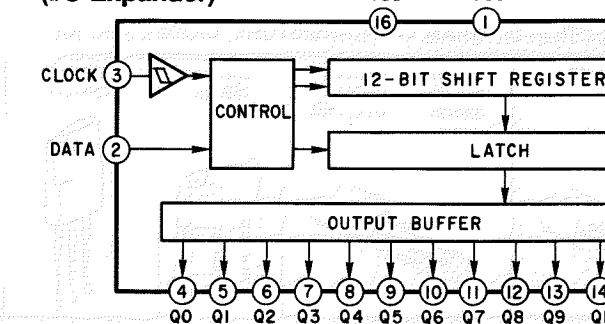 (I/O Expander)
16 1
CLOCK 3
12-BIT SHIFT REGISTER
CONTROL
DATA 2
LATCH
OUTPUT BUFFER
4 5 6 7 8 9 10 11 12 13 14
Q0 Q1 Q2 Q3 Q4 Q5 Q6 Q7 Q8 Q9